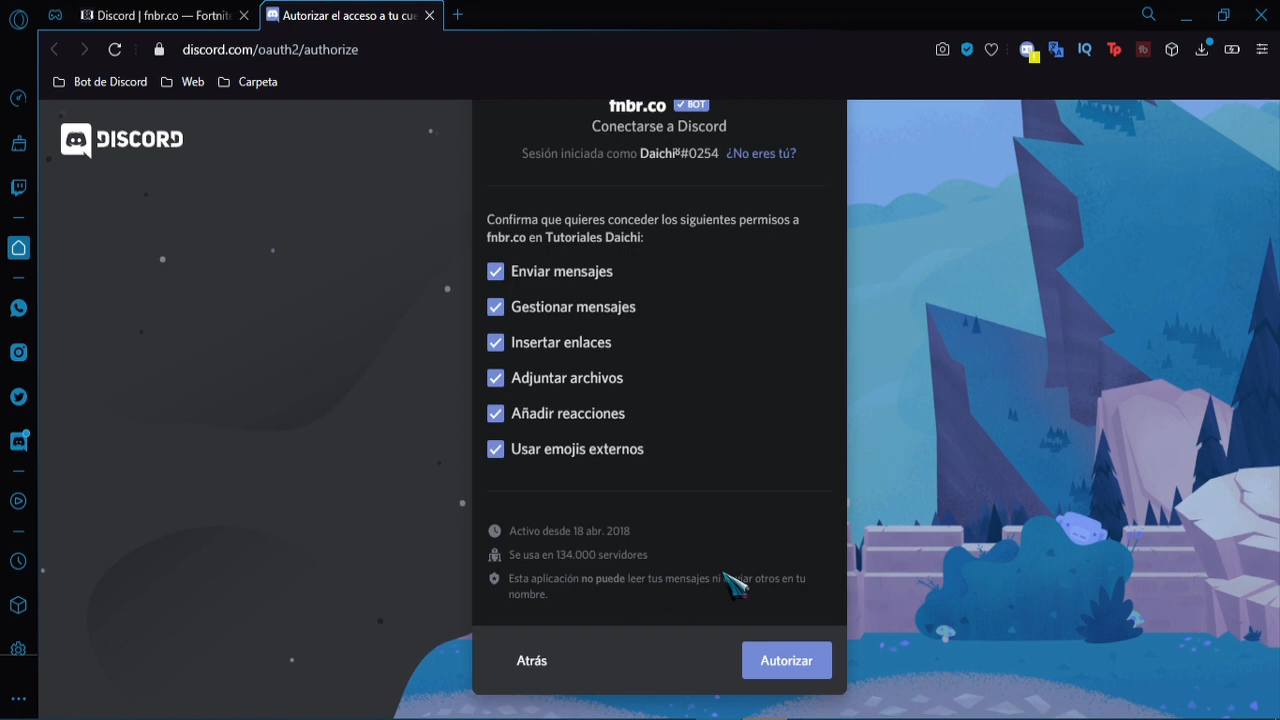 Discord | fnbr.co — Fortnite
Autorizar el acceso a tu cue
discord.com/oauth2/authorize
IQ
Tp
fb
Bot de Discord
Web
Carpeta
DISCORD
fnbr.co ✓ BOT
Conectarse a Discord
Sesión iniciada como #0254 ¿No eres tú?
Confirma que quieres conceder los siguientes permisos a
fnbr.co en Tutoriales Daichi:
Enviar mensajes
Gestionar mensajes
Insertar enlaces
Adjuntar archivos
Añadir reacciones
Usar emojis externos
Activo desde 18 abr. 2018
Se usa en 134.000 servidores
Esta aplicación no puede leer tus mensajes ni otros en tu
nombre.
Atrás
Autorizar